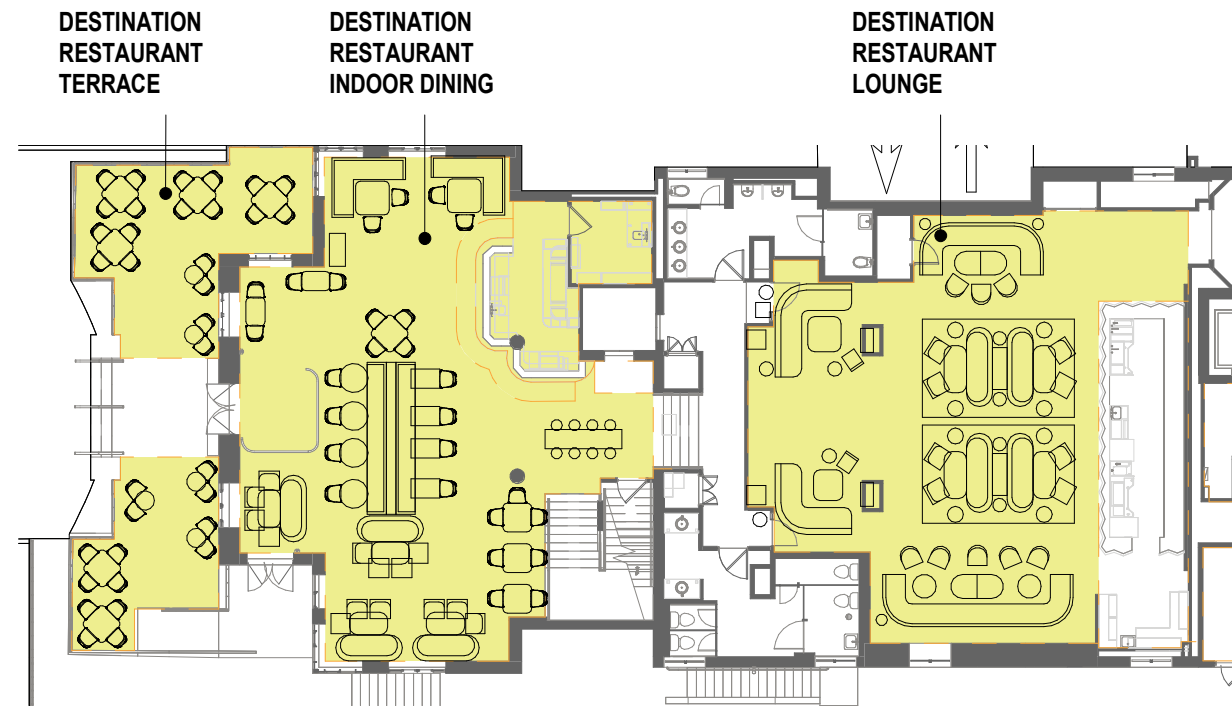 DESTINATION
RESTAURANT
TERRACE
DESTINATION
RESTAURANT
INDOOR DINING
DESTINATION
RESTAURANT
LOUNGE